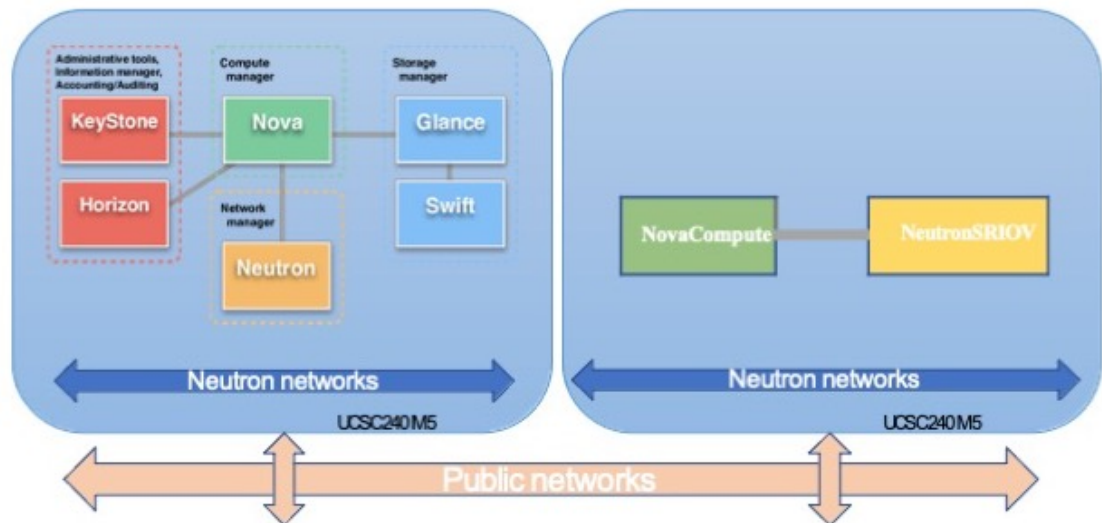 Administrative tools,
Information manager,
Accounting/Auditing
KeyStone
Horizon
Compute
manager
Nova
Storage
manager
Glance
Swift
Network
manager
Neutron
Neutron networks
UCSC240 M5
NovaCompute
NeutronSRIOV
Neutron networks
UCSC240 M5
Public networks